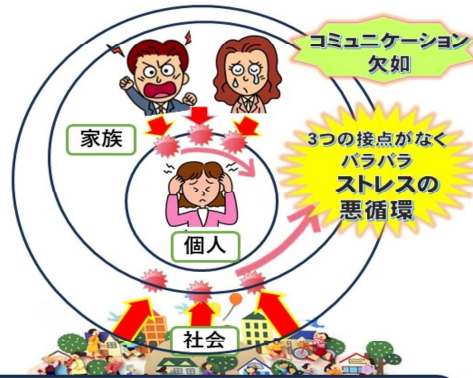 コミュニケーション
欠如
家族
3つの接点がなく
バラバラ
ストレスの
悪循環
個人
社会